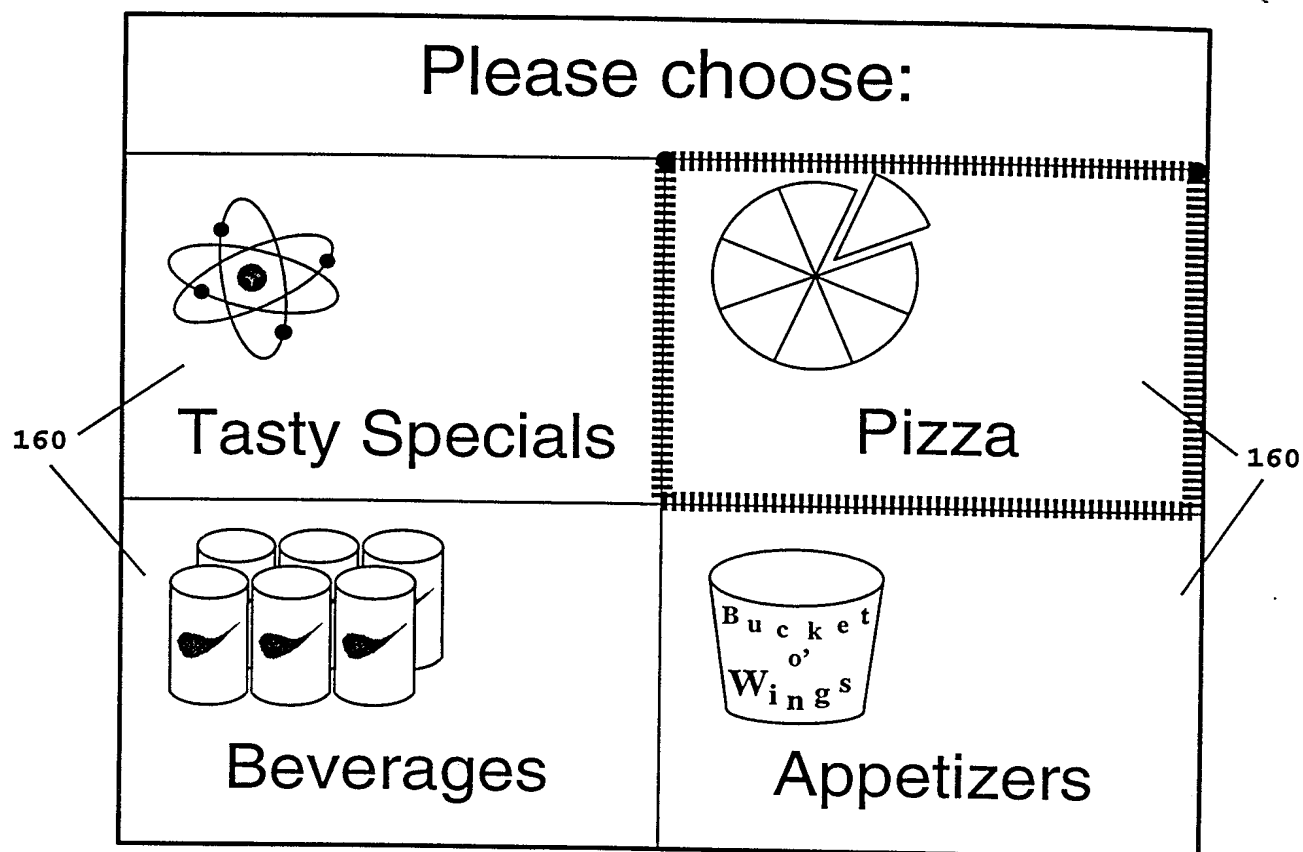 Please choose:
Tasty Specials
Pizza
160
160
Bucket
o’
Wings
Beverages
Appetizers